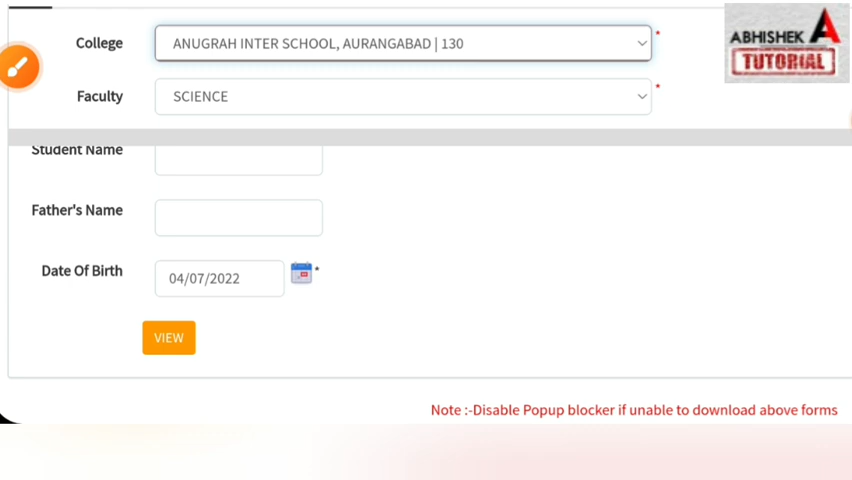 College
ANUGRAH INTER SCHOOL, AURANGABAD | 130
*
ABHISHEK A
TUTORIAL
Faculty
SCIENCE
*
Student Name
Father's Name
Date Of Birth
04/07/2022
*
VIEW
Note :-Disable Popup blocker if unable to download above forms